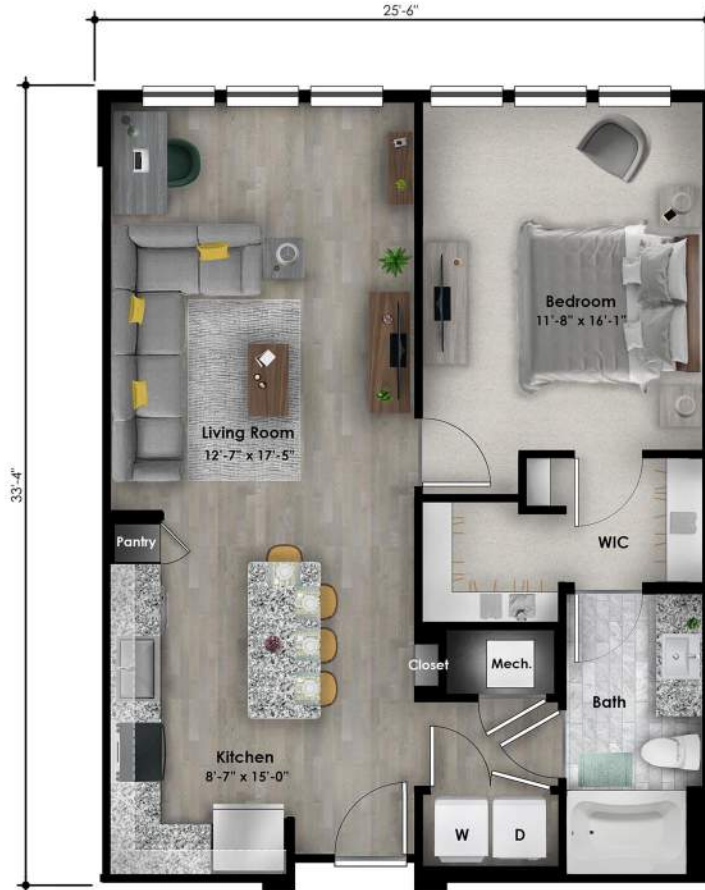 25'-6"
33'-4"
Bedroom
11'-8" x 16'-1"
Living Room
12'-7" x 17'-5"
Pantry
WIC
Closet
Mech.
Bath
Kitchen
8'-7" x 15'-0"
W
D